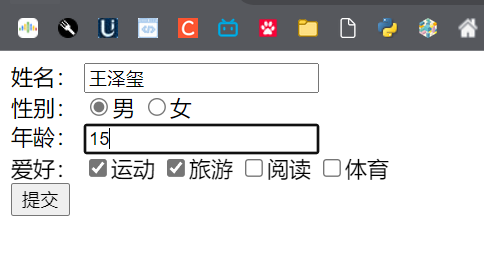 姓名： 王泽玺
性别： 男 女
年龄： 15
爱好： 运动 旅游 阅读 体育
提交